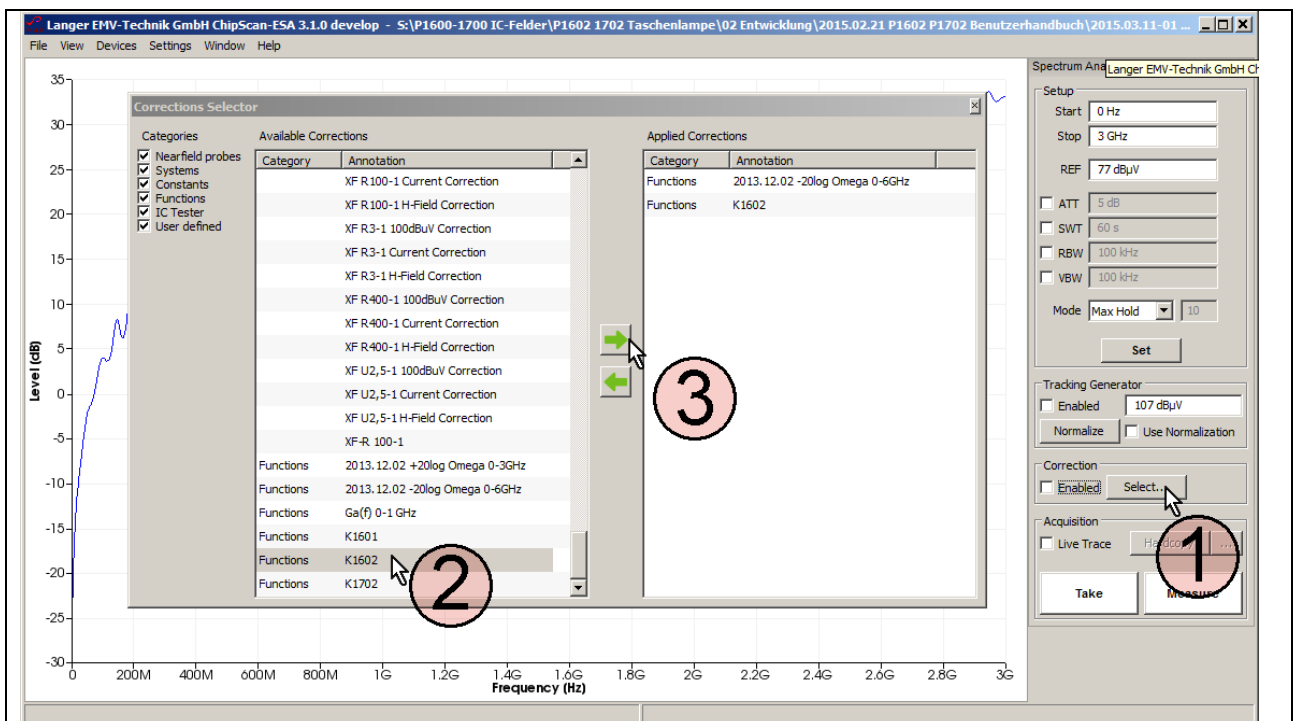 Langer EMV-Technik GmbH ChipScan-ESA 3.1.0 develop - S:\P1600-1700 IC-Felder\P1602 1702 Taschenlampe\02 Entwicklung\2015.02.21 P1602 P1702 Benutzerhandbuch\2015.03.11-01 ...
File View Devices Settings Window Help
Spectrum Ana
Langer EMV-Technik GmbH Ch
Corrections Selector
Categories
Nearfield probes
Systems
Constants
Functions
IC Tester
User defined
Available Corrections
Category Annotation
XF R100-1 Current Correction
XF R100-1 H-Field Correction
XF R3-1 100dBuV Correction
XF R3-1 Current Correction
XF R3-1 H-Field Correction
XF R400-1 100dBuV Correction
XF R400-1 Current Correction
XF R400-1 H-Field Correction
XF U2,5-1 100dBuV Correction
XF U2,5-1 Current Correction
XF U2,5-1 H-Field Correction
XF-R 100-1
Functions 2013.12.02 +20log Omega 0-3GHz
Functions 2013.12.02 -20log Omega 0-6GHz
Functions Ga(f) 0-1 GHz
Functions K1601
Functions K1602
Functions K1702
2
3
Applied Corrections
Category Annotation
Functions 2013.12.02 -20log Omega 0-6GHz
Functions K1602
Setup
Start 0 Hz
Stop 3 GHz
REF 77 dBµV
ATT 5 dB
SWT 60 s
RBW 100 kHz
VBW 100 kHz
Mode Max Hold 10
Set
Tracking Generator
Enabled 107 dBµV
Normalize Use Normalization
Correction
Enabled Select...
Acquisition
Live Trace Hardcopy ...
1
Take Measure
Level (dB)
35
30
25
20
15
10
5
0
-5
-10
-15
-20
-25
-30
0 200M 400M 600M 800M 1G 1.2G 1.4G 1.6G 1.8G 2G 2.2G 2.4G 2.6G 2.8G 3G
Frequency (Hz)